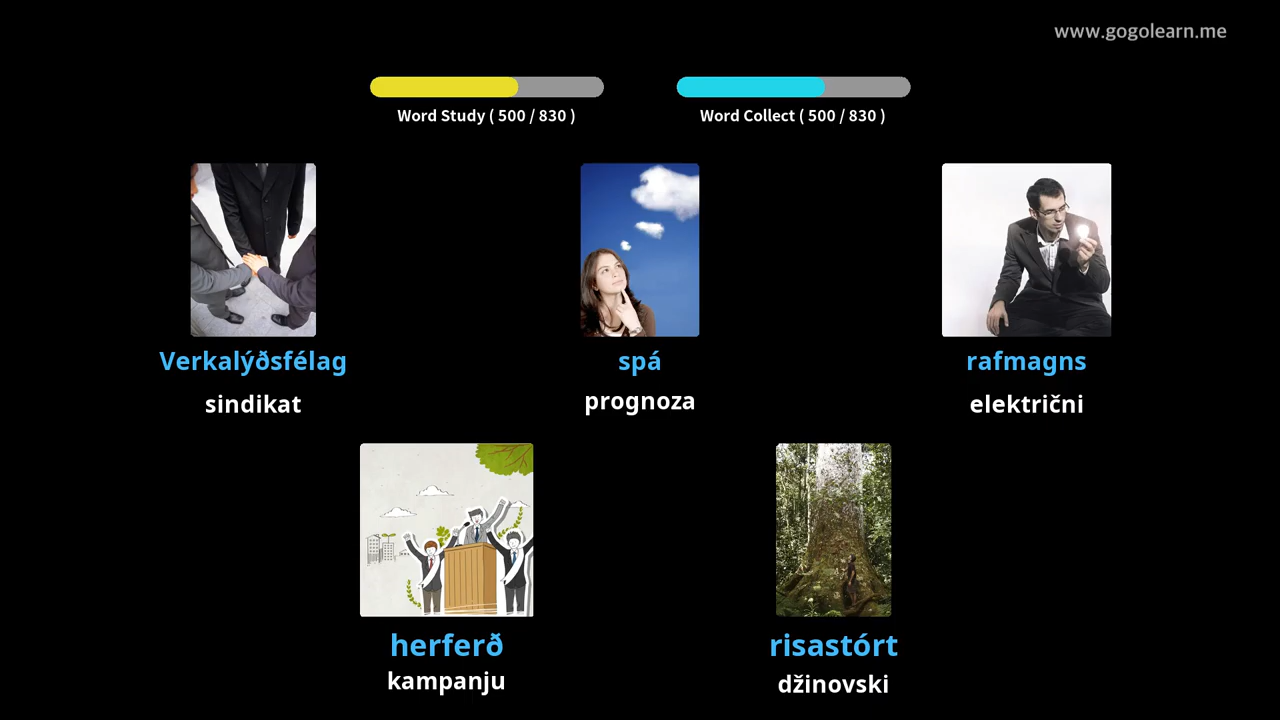 www.gogolearn.me
Word Study ( 500 / 830 )
Word Collect ( 500 / 830 )
Verkalýðsfélag
sindikat
spá
prognoza
rafmagns
električni
herferð
kampanju
risastórt
džinovski